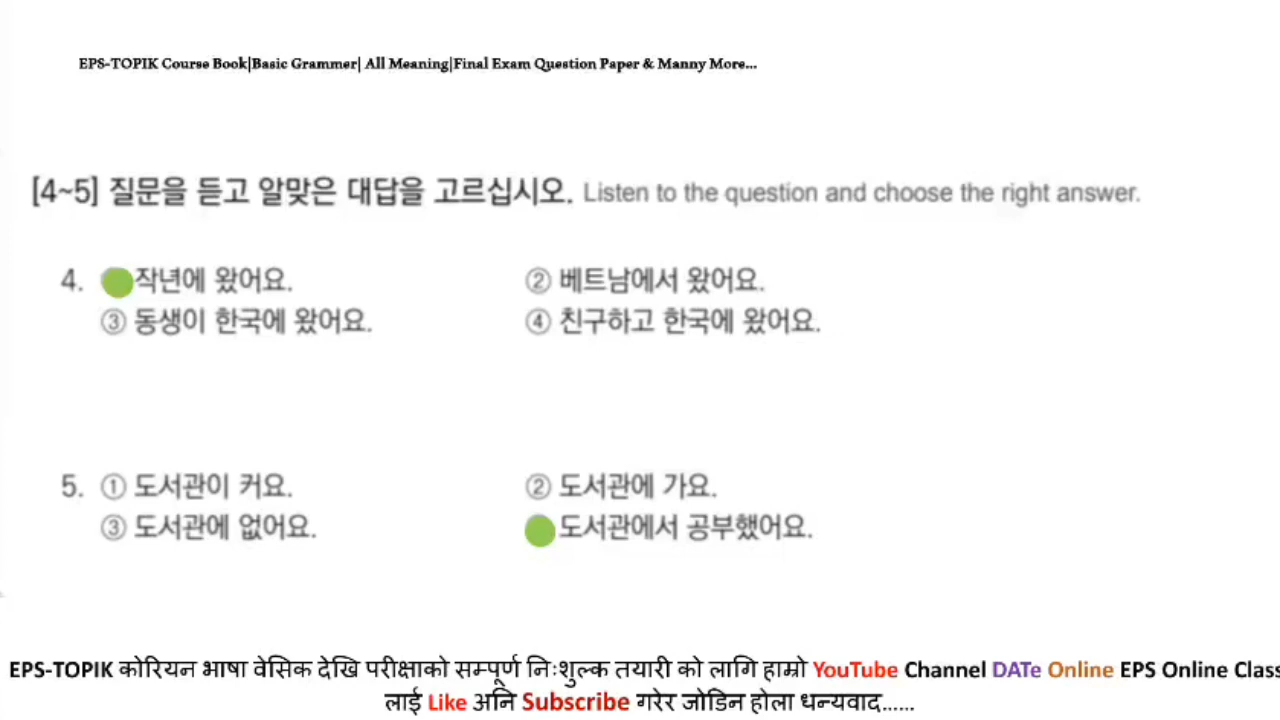 EPS-TOPIK Course Book|Basic Grammer| All Meaning|Final Exam Question Paper & Manny More...
[4~5] 질문을 듣고 알맞은 대답을 고르십시오. Listen to the question and choose the right answer.
4. 작년에 왔어요. ② 베트남에서 왔어요.
③ 동생이 한국에 왔어요. ④ 친구하고 한국에 왔어요.
5. ① 도서관이 커요. ② 도서관에 가요.
③ 도서관에 없어요. 도서관에서 공부했어요.
EPS-TOPIK कोरियन भाषा वेसिक देखि परीक्षाको सम्पूर्ण निःशुल्क तयारी को लागि हाम्रो YouTube Channel DATe Online EPS Online Class
लाई Like अनि Subscribe गरेर जोडिन होला धन्यवाद......